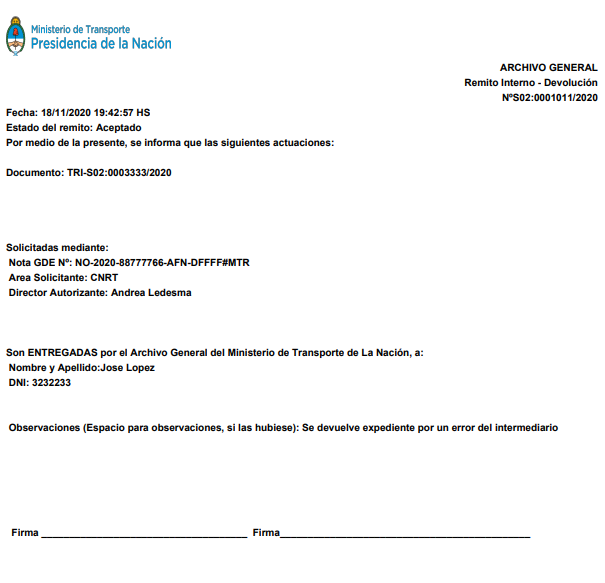 Ministerio de Transporte
Presidencia de la Nación
ARCHIVO GENERAL
Remito Interno - Devolución
NºS02:0001011/2020
Fecha: 18/11/2020 19:42:57 HS
Estado del remito: Aceptado
Por medio de la presente, se informa que las siguientes actuaciones:
Documento: TRI-S02:0003333/2020
Solicitadas mediante:
Nota GDE Nº: NO-2020-88777766-AFN-DFFFF#MTR
Area Solicitante: CNRT
Director Autorizante: Andrea Ledesma
Son ENTREGADAS por el Archivo General del Ministerio de Transporte de La Nación, a:
Nombre y Apellido:Jose Lopez
DNI: 3232233
Observaciones (Espacio para observaciones, si las hubiese): Se devuelve expediente por un error del intermediario
Firma _____________________________________ Firma_____________________________________________